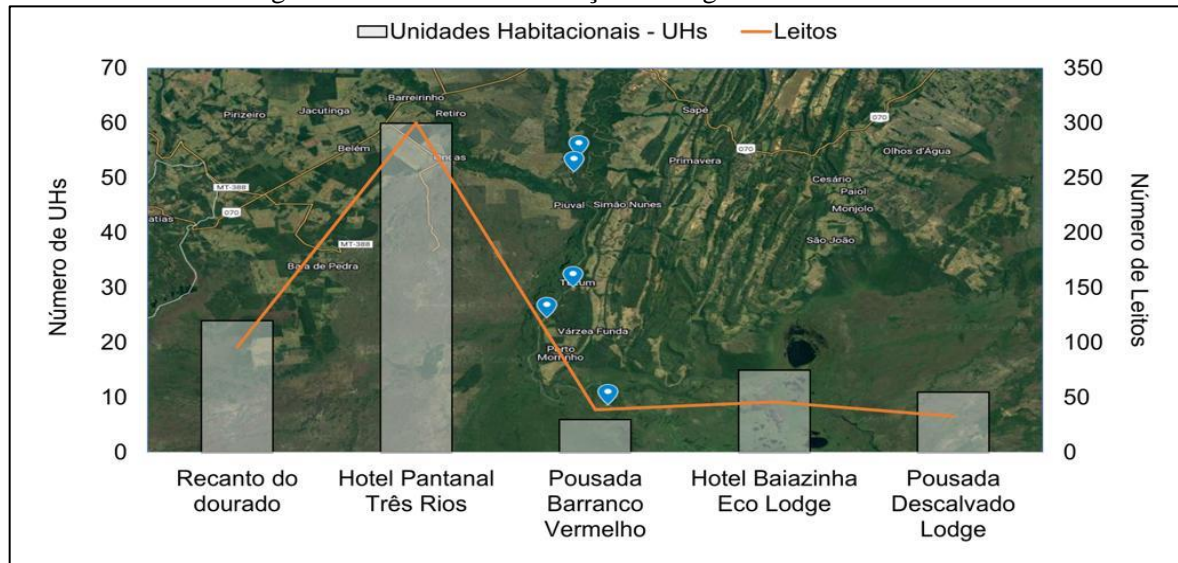 Unidades Habitacionais - UHs Leitos
70
60
50
40
30
20
10
0
Número de UHs
350
300
250
200
150
100
50
0
Número de Leitos
Barreirinho
Pirizeiro
Jacutinga
Retiro
Belém
MT-388
070
MT-388
Baia de Pedra
Sapé
070
070
Olhos d'Água
Primavera
Cesário
Paiol
Monjolo
Piuval
Simão Nunes
São João
Várzea Funda
Porto
Morrinho
Recanto do
dourado
Hotel Pantanal
Três Rios
Pousada
Barranco
Vermelho
Hotel Baiazinha
Eco Lodge
Pousada
Descalvado
Lodge